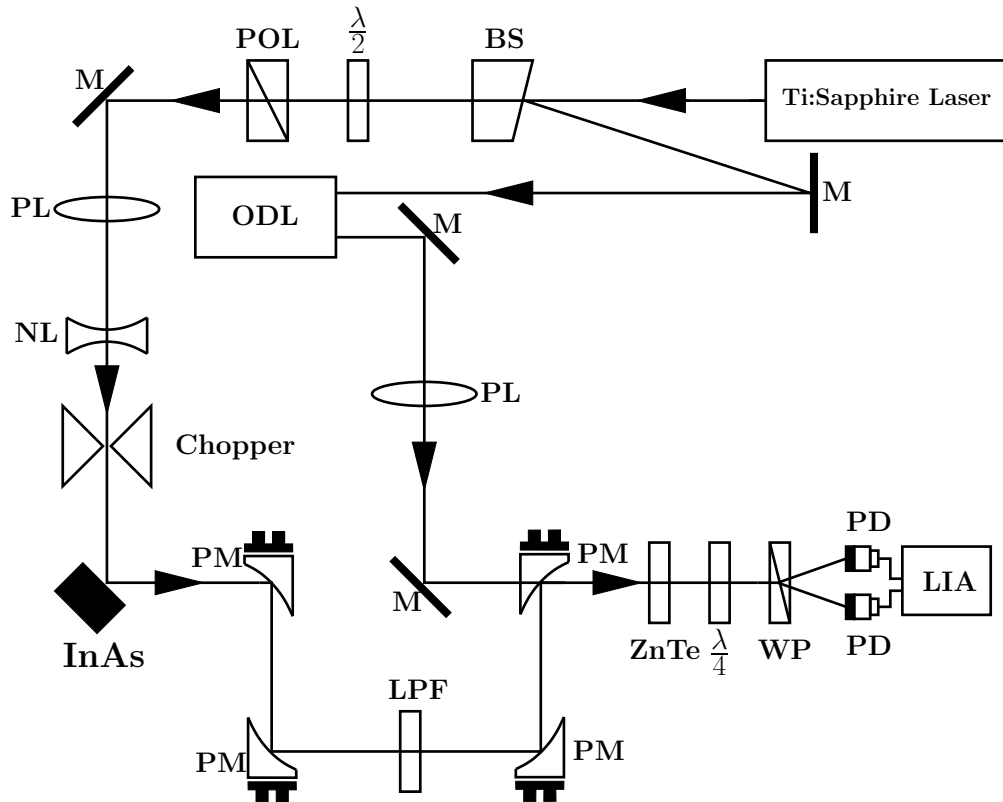 POL
λ/2
BS
M
Ti:Sapphire Laser
PL
ODL
M
M
NL
PL
Chopper
PM
PM
PD
M
LIA
InAs
ZnTe
λ/4
WP
PD
LPF
PM
PM